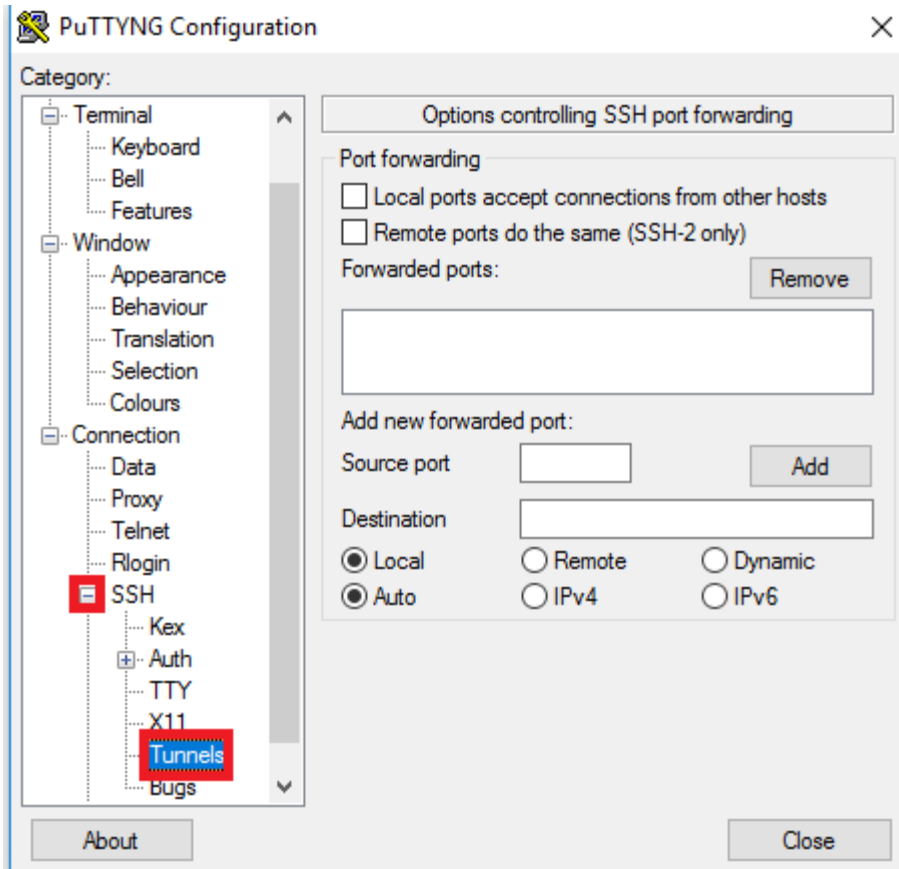 PuTTYNG Configuration
Category:
Terminal
Keyboard
Bell
Features
Window
Appearance
Behaviour
Translation
Selection
Colours
Connection
Data
Proxy
Telnet
Rlogin
SSH
Kex
Auth
TTY
X11
Tunnels
Bugs
Options controlling SSH port forwarding
Port forwarding
Local ports accept connections from other hosts
Remote ports do the same (SSH-2 only)
Forwarded ports:
Remove
Add new forwarded port:
Source port
Add
Destination
Local Remote Dynamic
Auto IPv4 IPv6
About
Close